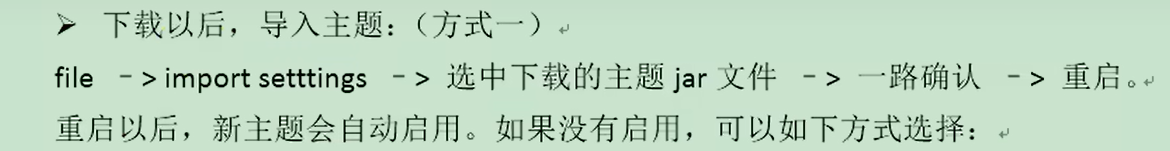 ➢ 下载以后，导入主题：（方式一）
file －> import setttings －> 选中下载的主题 jar 文件 －> 一路确认 －> 重启。
重启以后，新主题会自动启用。如果没有启用，可以如下方式选择：